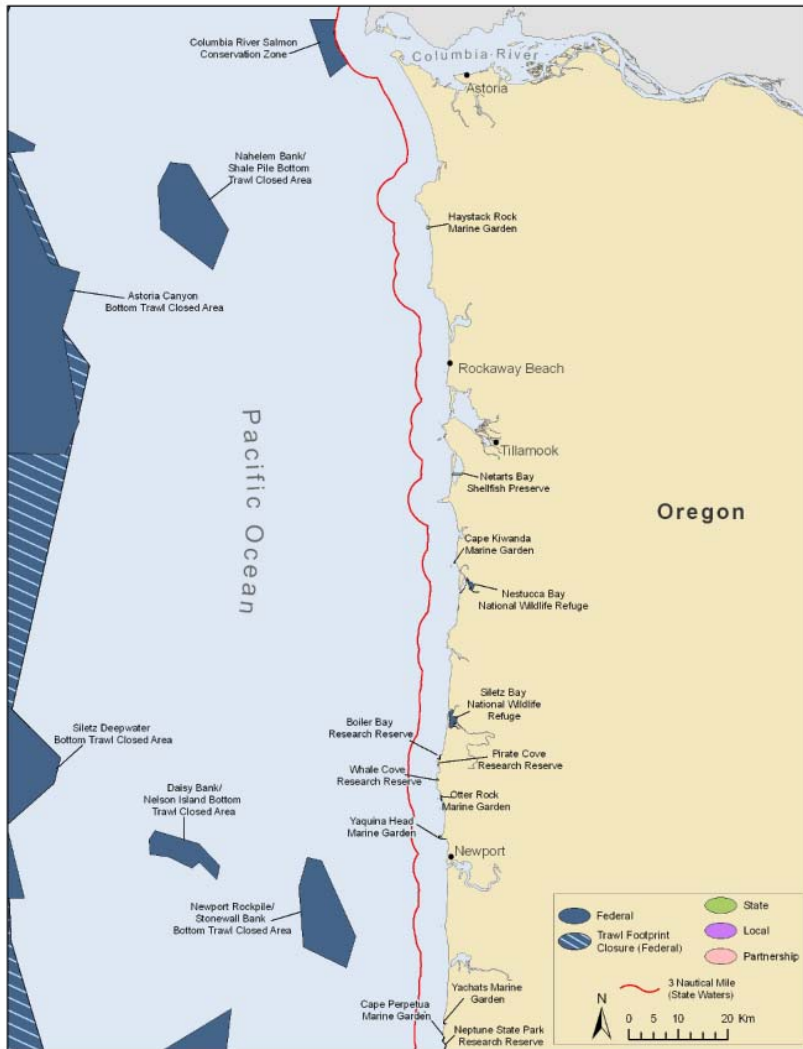 Columbia River Salmon
Conservation Zone
Columbia River
Astoria
Nahelem Bank/
Shale Pile Bottom
Trawl Closed Area
Haystack Rock
Marine Garden
Astoria Canyon
Bottom Trawl Closed Area
Rockaway Beach
Pacific Ocean
Tillamook
Netarts Bay
Shellfish Preserve
Oregon
Cape Kiwanda
Marine Garden
Nestucca Bay
National Wildlife Refuge
Siletz Bay
National Wildlife
Refuge
Siletz Deepwater
Bottom Trawl Closed Area
Boiler Bay
Research Reserve
Pirate Cove
Research Reserve
Whale Cove
Research Reserve
Daisy Bank/
Nelson Island Bottom
Trawl Closed Area
Otter Rock
Marine Garden
Yaquina Head
Marine Garden
Newport
Newport Rockpile/
Stonewall Bank
Bottom Trawl Closed Area
Yachats Marine
Garden
Cape Perpetua
Marine Garden
Neptune State Park
Research Reserve
Federal
Trawl Footprint
Closure (Federal)
State
Local
Partnership
3 Nautical Mile
(State Waters)
N
0 5 10 20 Km